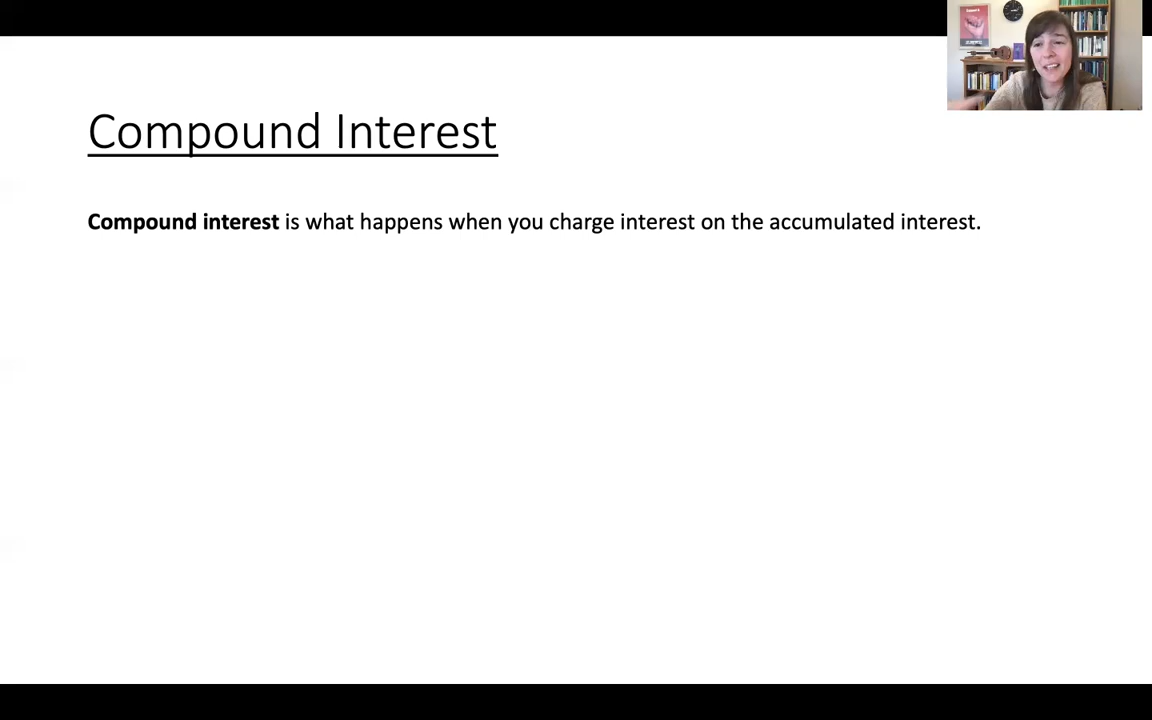 Compound Interest
Compound interest is what happens when you charge interest on the accumulated interest.